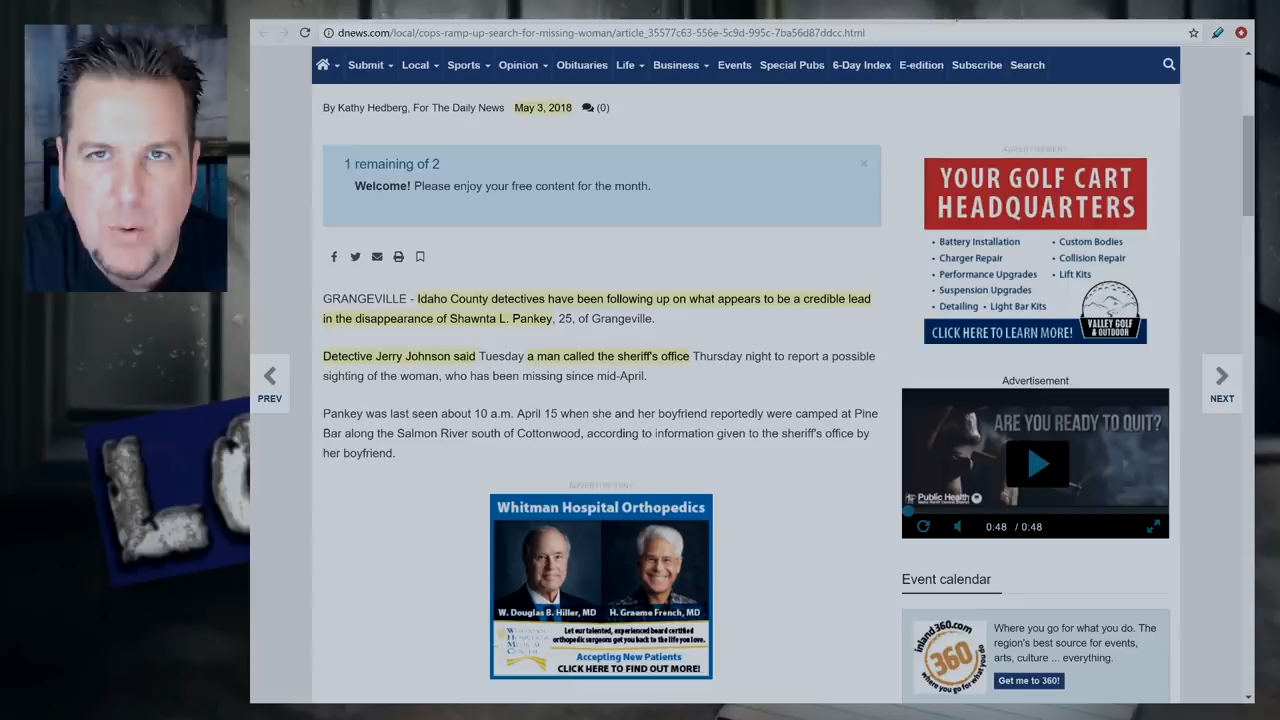 dnews.com/local/cops-ramp-up-search-for-missing-woman/article_35577c63-556e-5c9d-995c-7ba56d87ddcc.html
Submit Local Sports Opinion Obituaries Life Business Events Special Pubs 6-Day Index E-edition Subscribe Search
By Kathy Hedberg, For The Daily News May 3, 2018 (0)
1 remaining of 2
Welcome! Please enjoy your free content for the month.
GRANGEVILLE - Idaho County detectives have been following up on what appears to be a credible lead
in the disappearance of Shawnta L. Pankey, 25, of Grangeville.
Detective Jerry Johnson said Tuesday a man called the sheriff's office Thursday night to report a possible
sighting of the woman, who has been missing since mid-April.
Pankey was last seen about 10 a.m. April 15 when she and her boyfriend reportedly were camped at Pine
Bar along the Salmon River south of Cottonwood, according to information given to the sheriff's office by
her boyfriend.
ADVERTISEMENT
Whitman Hospital Orthopedics
W. Douglas B. Hiller, MD H. Graeme French, MD
Let our talented, experienced board certified
orthopedic surgeons get you back to the life you love.
Accepting New Patients
CLICK HERE TO FIND OUT MORE!
PREV
NEXT
ADVERTISEMENT
YOUR GOLF CART
HEADQUARTERS
• Battery Installation • Custom Bodies
• Charger Repair • Collision Repair
• Performance Upgrades • Lift Kits
• Suspension Upgrades
• Detailing • Light Bar Kits
CLICK HERE TO LEARN MORE!
VALLEY GOLF
& OUTDOOR
Advertisement
ARE YOU READY TO QUIT?
Public Health
0:48 / 0:48
Event calendar
Inland360.com
360
where you go for what you do
Where you go for what you do. The
region's best source for events,
arts, culture ... everything.
Get me to 360!